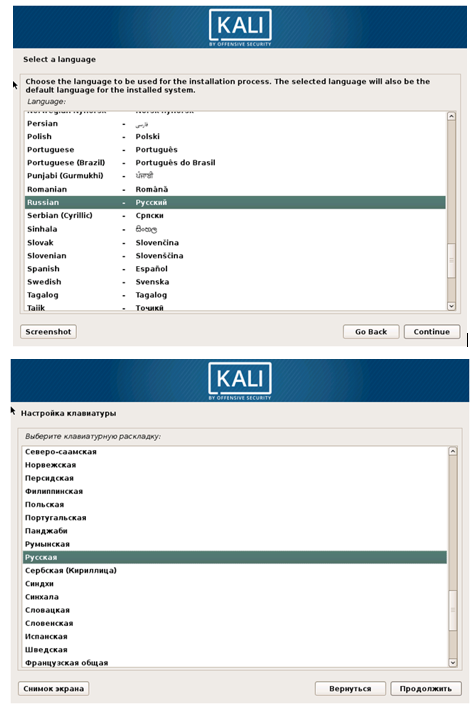 KALI
BY OFFENSIVE SECURITY
Select a language
Choose the language to be used for the installation process. The selected language will also be the
default language for the installed system.
Language:
Persian - فارسی
Polish - Polski
Portuguese - Português
Portuguese (Brazil) - Português do Brasil
Punjabi (Gurmukhi) - ਪੰਜਾਬੀ
Romanian - Română
Russian - Русский
Serbian (Cyrillic) - Српски
Sinhala - සිංහල
Slovak - Slovenčina
Slovenian - Slovenščina
Spanish - Español
Swedish - Svenska
Tagalog - Tagalog
Tajik - Тоҷикӣ
Screenshot Go Back Continue
KALI
BY OFFENSIVE SECURITY
Настройка клавиатуры
Выберите клавиатурную раскладку:
Северо-саамская
Норвежская
Персидская
Филиппинская
Польская
Португальская
Панджаби
Румынская
Русская
Сербская (Кириллица)
Синдхи
Синхала
Словацкая
Словенская
Испанская
Шведская
Французская общая
Снимок экрана Вернуться Продолжить